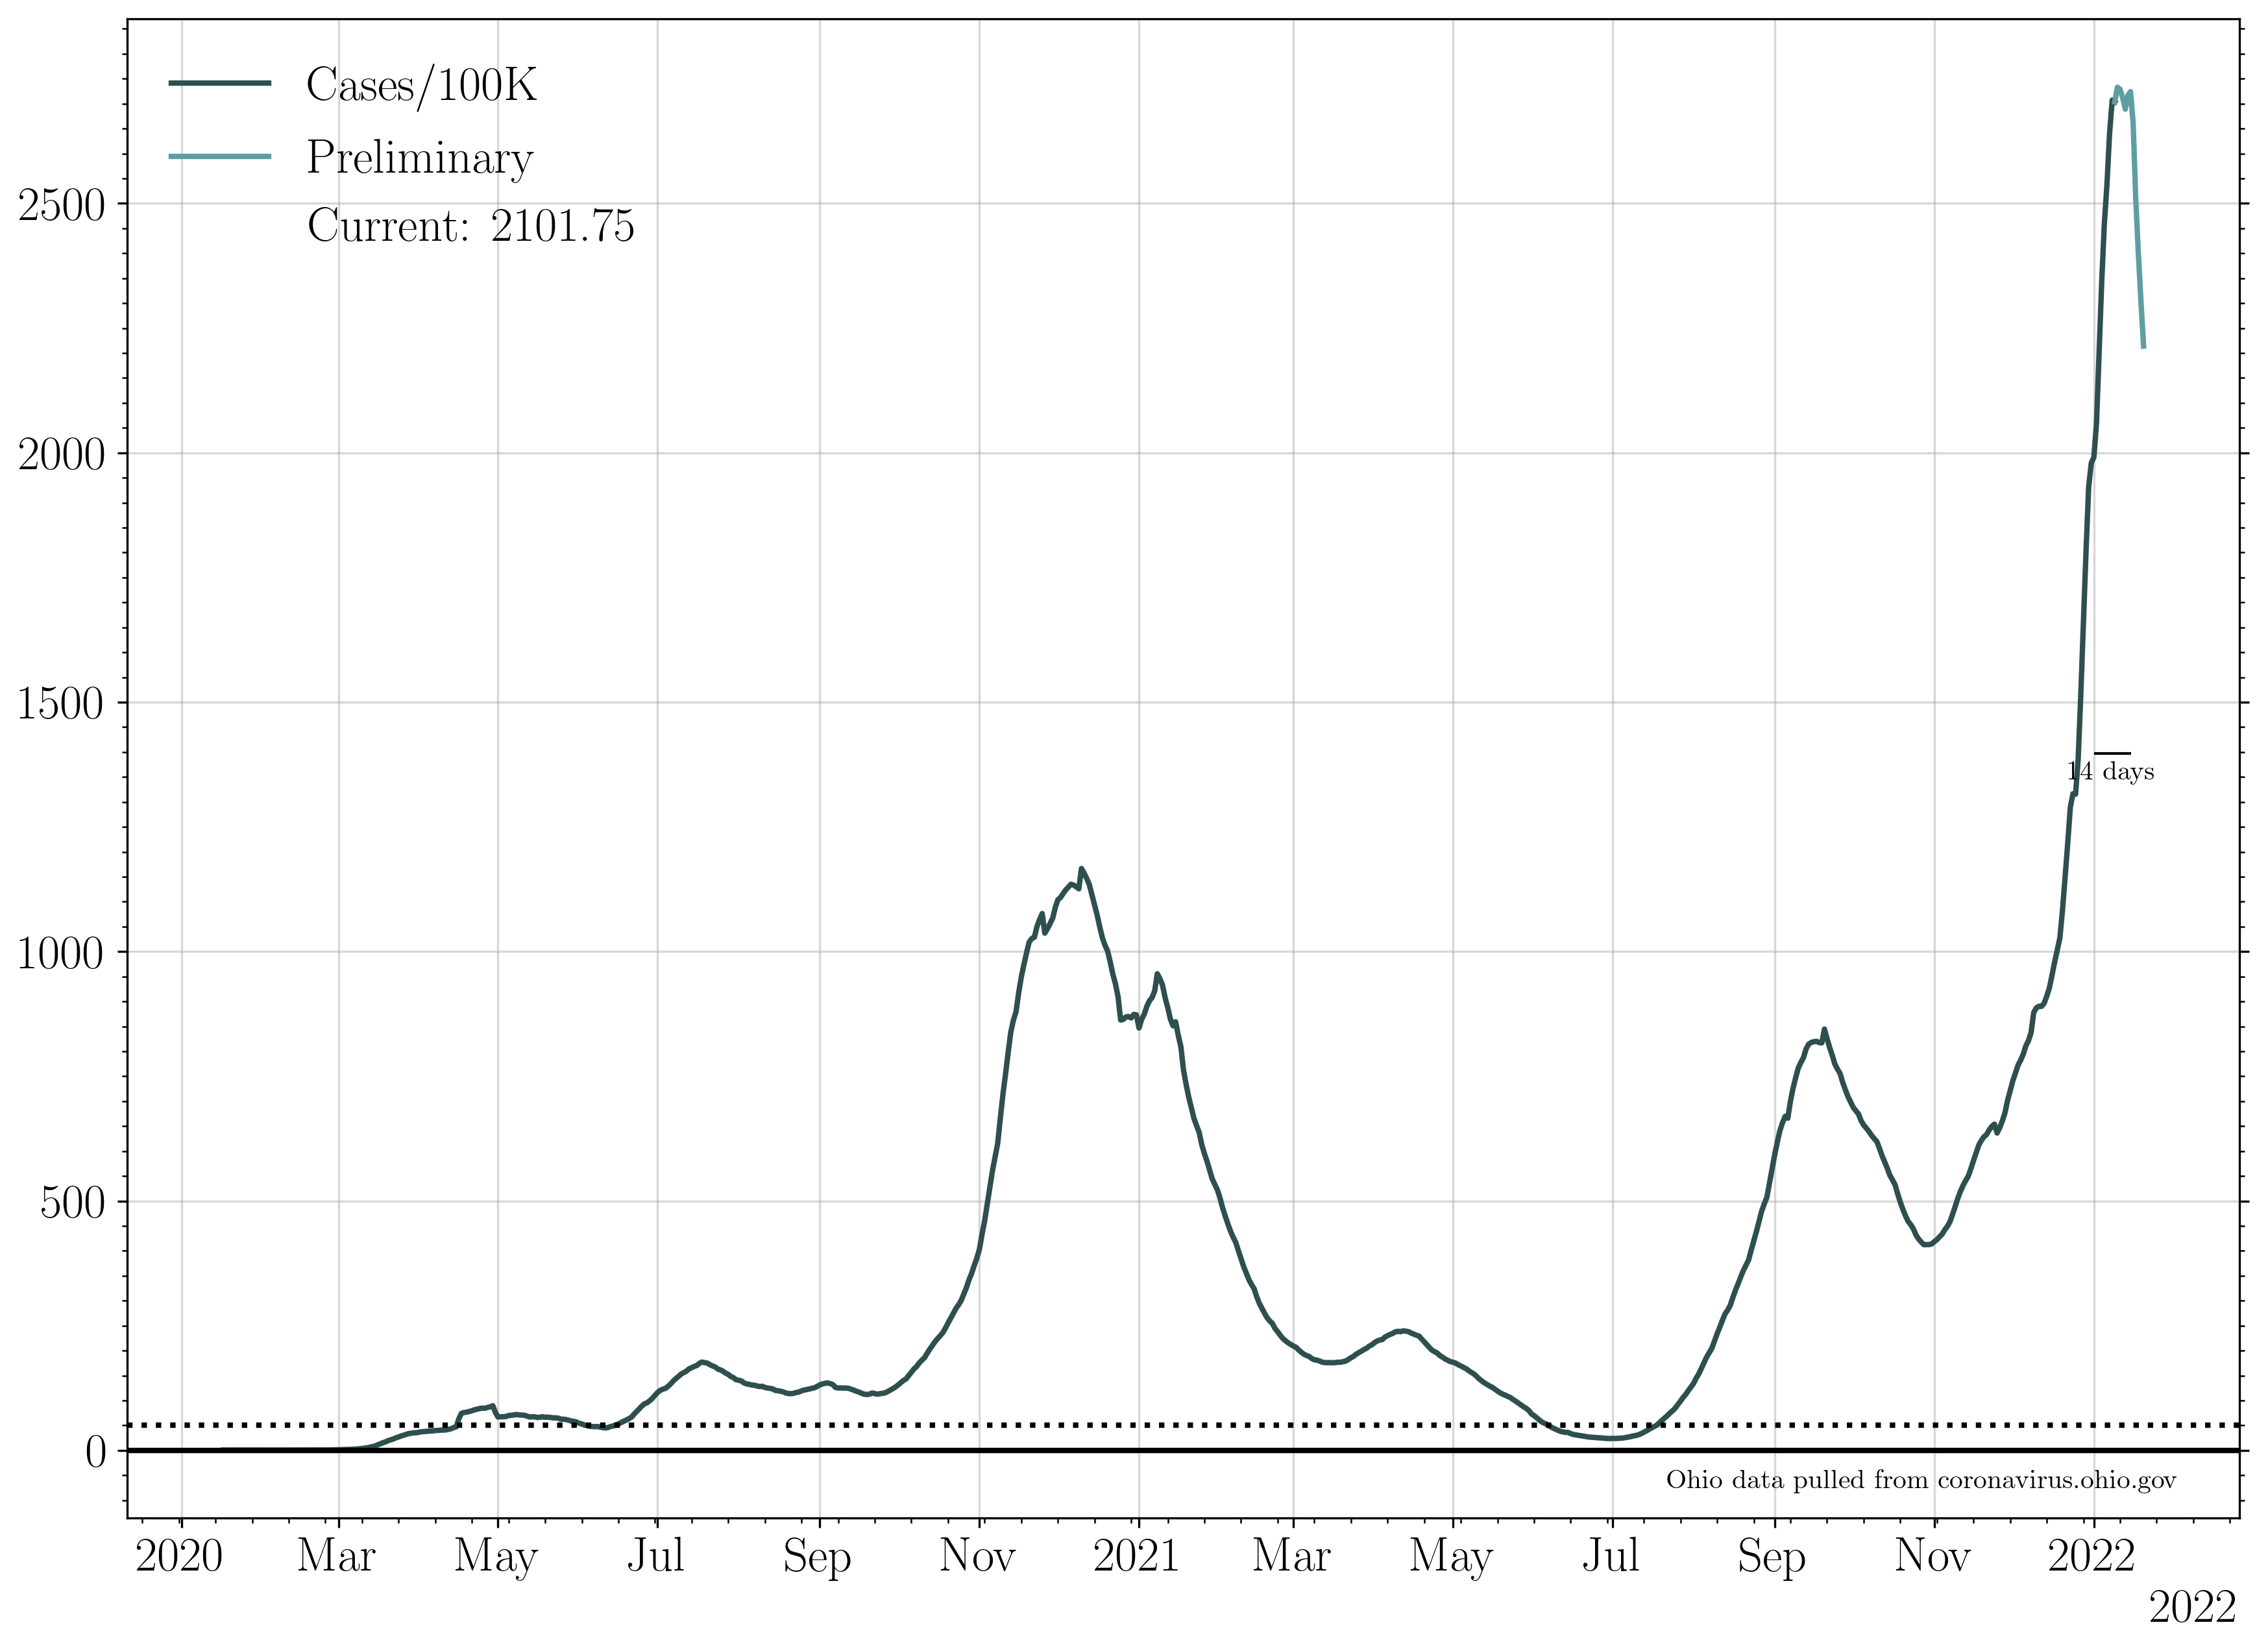 Cases/100K
Preliminary
Current: 2101.75
2500
2000
1500
1000
500
0
14 days
Ohio data pulled from coronavirus.ohio.gov
2020 Mar May Jul Sep Nov 2021 Mar May Jul Sep Nov 2022
2022